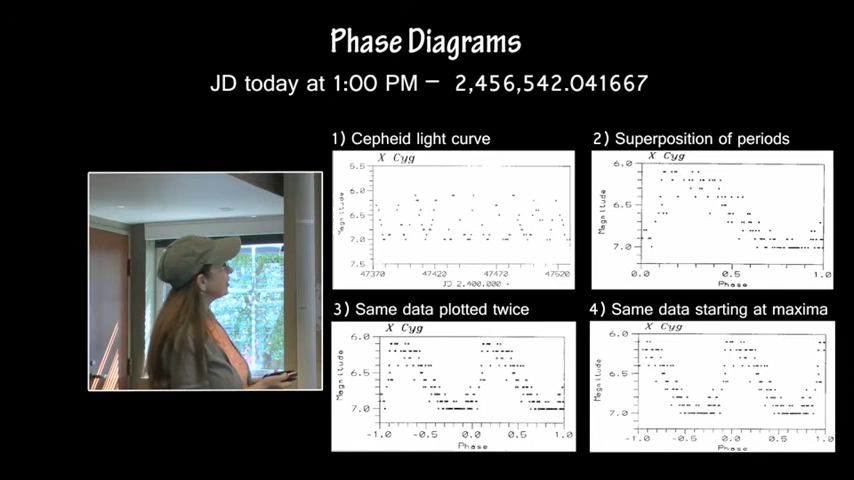 Phase Diagrams
JD today at 1:00 PM – 2,456,542.041667
1) Cepheid light curve
X Cyg
5.5
6.0
6.5
7.0
7.5
Magnitude
47370 47420 47473 47520
JD 2,400,000 +
2) Superposition of periods
X Cyg
6.0
6.5
7.0
Magnitude
0.0 0.5 1.0
Phase
3) Same data plotted twice
X Cyg
6.0
6.5
7.0
Magnitude
-1.0 -0.5 0.0 0.5 1.0
Phase
4) Same data starting at maxima
X Cyg
6.0
6.5
7.0
Magnitude
-1.0 -0.5 0.0 0.5 1.0
Phase